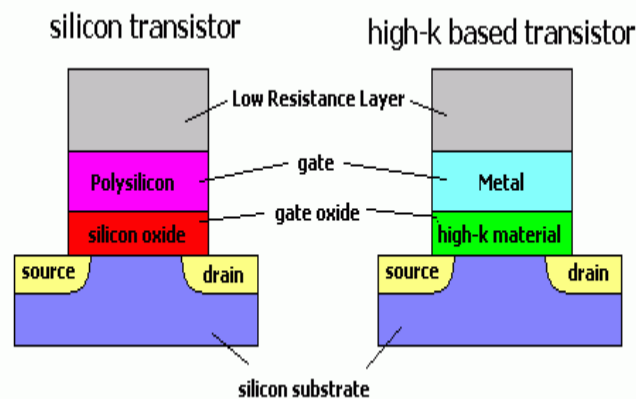 silicon transistor
high-k based transistor
Low Resistance Layer
gate
Polysilicon
Metal
gate oxide
silicon oxide
high-k material
source
drain
source
drain
silicon substrate